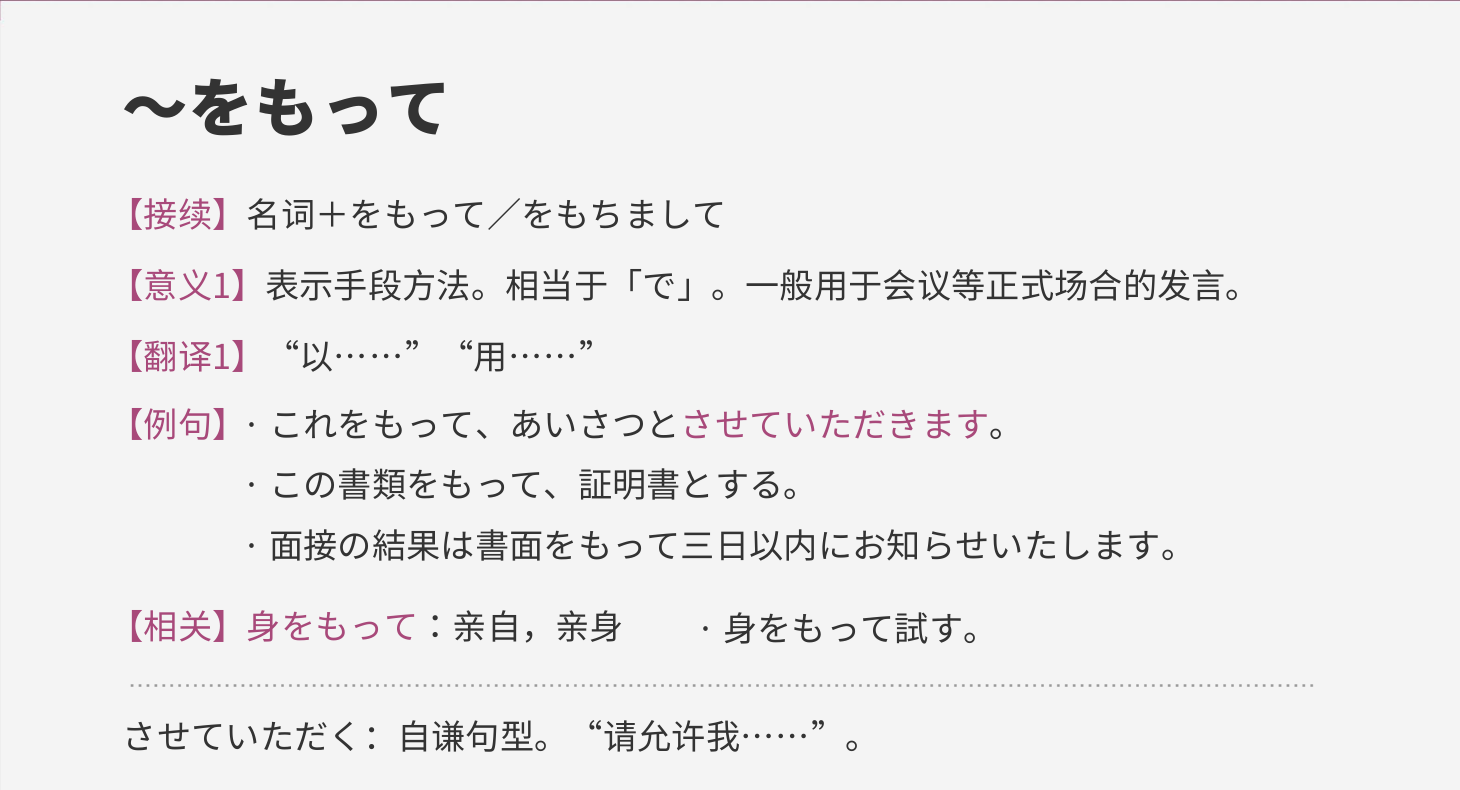 ～をもって
【接续】名词＋をもって／をもちまして
【意义1】表示手段方法。相当于「で」。一般用于会议等正式场合的发言。
【翻译1】“以……” “用……”
【例句】· これをもって、あいさつとさせていただきます。
· この書類をもって、証明書とする。
· 面接の結果は書面をもって三日以内にお知らせいたします。
【相关】身をもって：亲自，亲身 · 身をもって試す。
させていただく：自谦句型。“请允许我……”。